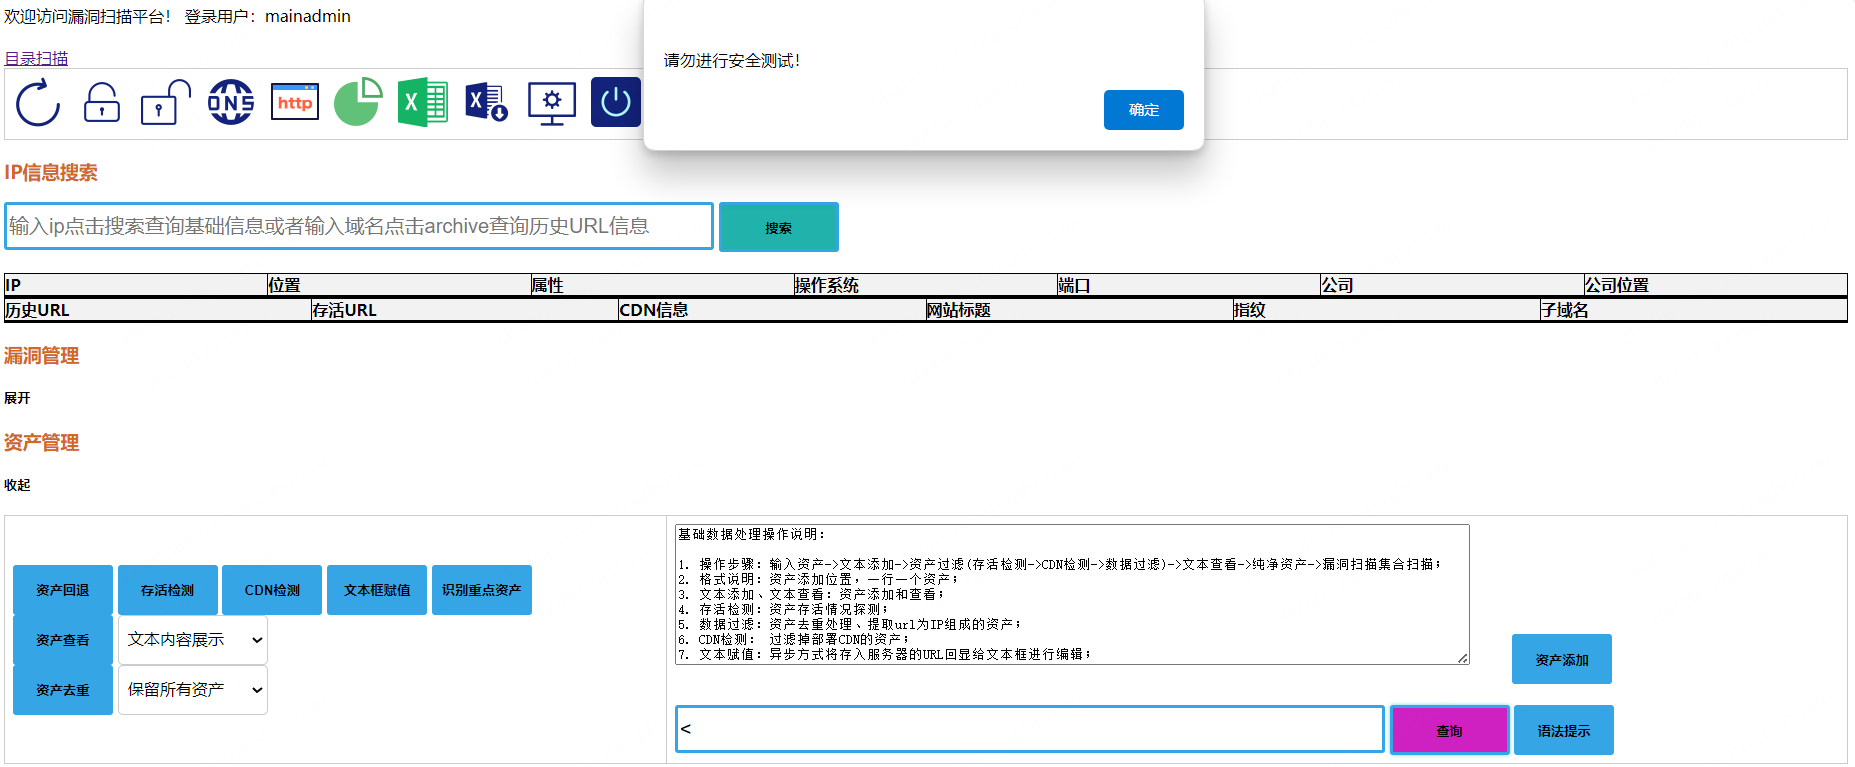 欢迎访问漏洞扫描平台! 登录用户：mainadmin
请勿进行安全测试!
确定
目录扫描
DNS
http
X
X
IP信息搜索
输入ip点击搜索查询基础信息或者输入域名点击archive查询历史URL信息
搜索
IP 位置 属性 操作系统 端口 公司 公司位置
历史URL 存活URL CDN信息 网站标题 指纹 子域名
漏洞管理
展开
资产管理
收起
资产回退 存活检测 CDN检测 文本框赋值 识别重点资产
资产查看 文本内容展示
资产去重 保留所有资产
基础数据处理操作说明：
1. 操作步骤：输入资产->文本添加->资产过滤(存活检测->CDN检测->数据过滤)->文本查看->纯净资产->漏洞扫描集合扫描；
2. 格式说明：资产添加位置，一行一个资产；
3. 文本添加、文本查看：资产添加和查看；
4. 存活检测：资产存活情况探测；
5. 数据过滤：资产去重处理、提取url为IP组成的资产；
6. CDN检测： 过滤掉部署CDN的资产；
7. 文本赋值：异步方式将存入服务器的URL回显给文本框进行编辑；
资产添加
<
查询
语法提示